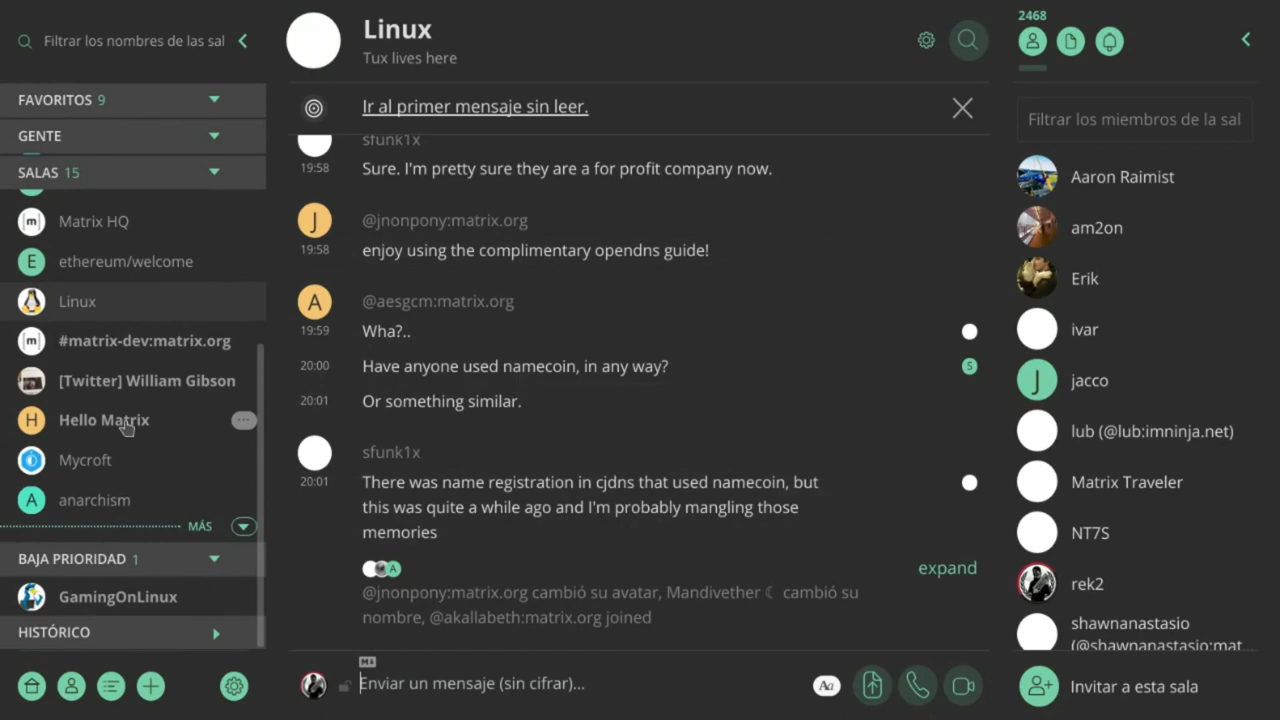 Filtrar los nombres de las sal
FAVORITOS 9
GENTE
SALAS 15
Matrix HQ
E ethereum/welcome
Linux
[m] #matrix-dev:matrix.org
[Twitter] William Gibson
H Hello Matrix
Mycroft
A anarchism
MÁS
BAJA PRIORIDAD 1
GamingOnLinux
HISTÓRICO
Linux
Tux lives here
Ir al primer mensaje sin leer.
sfunk1x
19:58 Sure. I'm pretty sure they are a for profit company now.
J @jnonpony:matrix.org
19:58 enjoy using the complimentary opendns guide!
A @aesgcm:matrix.org
19:59 Wha?..
20:00 Have anyone used namecoin, in any way? S
20:01 Or something similar.
sfunk1x
20:01 There was name registration in cjdns that used namecoin, but
this was quite a while ago and I'm probably mangling those
memories
A expand
@jnonpony:matrix.org cambió su avatar, Mandivether ☾ cambió su
nombre, @akallabeth:matrix.org joined
M⬇
Enviar un mensaje (sin cifrar)... Aa
2468
Filtrar los miembros de la sal
Aaron Raimist
am2on
Erik
ivar
J jacco
lub (@lub:imninja.net)
Matrix Traveler
NT7S
rek2
shawnanastasio
(@shawnanastasio:mat
Invitar a esta sala